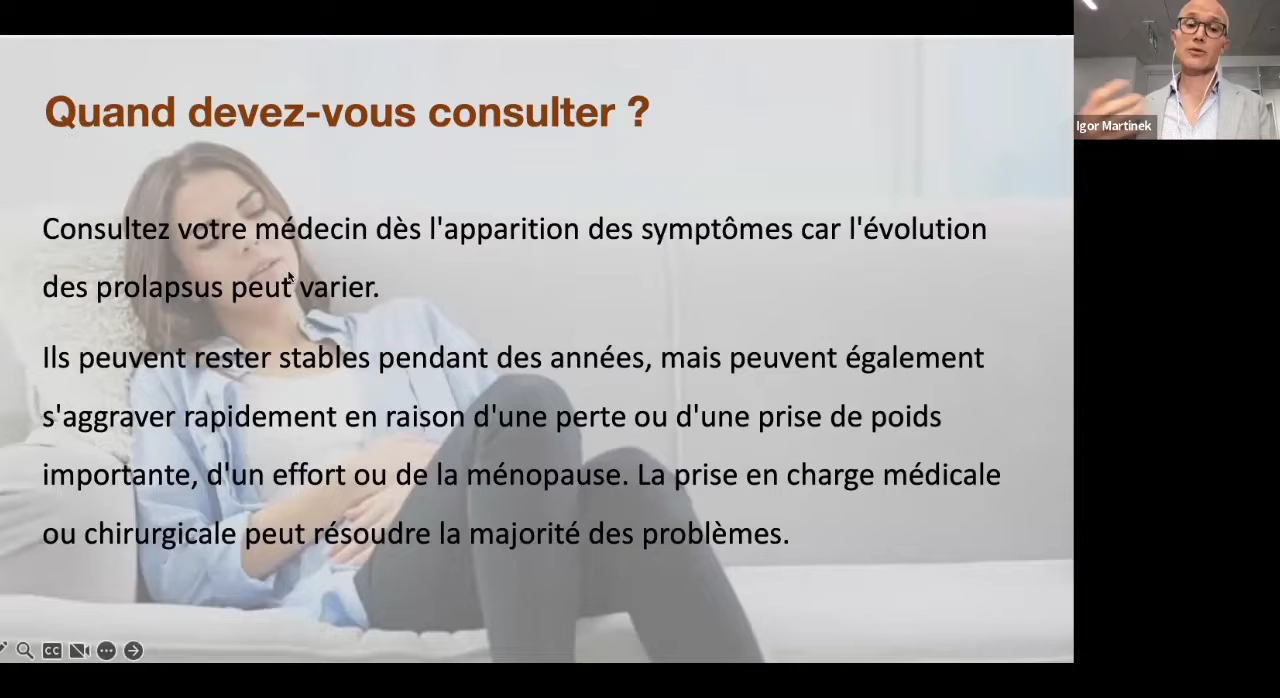 Quand devez-vous consulter ?
Igor Martinek
Consultez votre médecin dès l'apparition des symptômes car l'évolution
des prolapsus peut varier.
Ils peuvent rester stables pendant des années, mais peuvent également
s'aggraver rapidement en raison d'une perte ou d'une prise de poids
importante, d'un effort ou de la ménopause. La prise en charge médicale
ou chirurgicale peut résoudre la majorité des problèmes.
CC